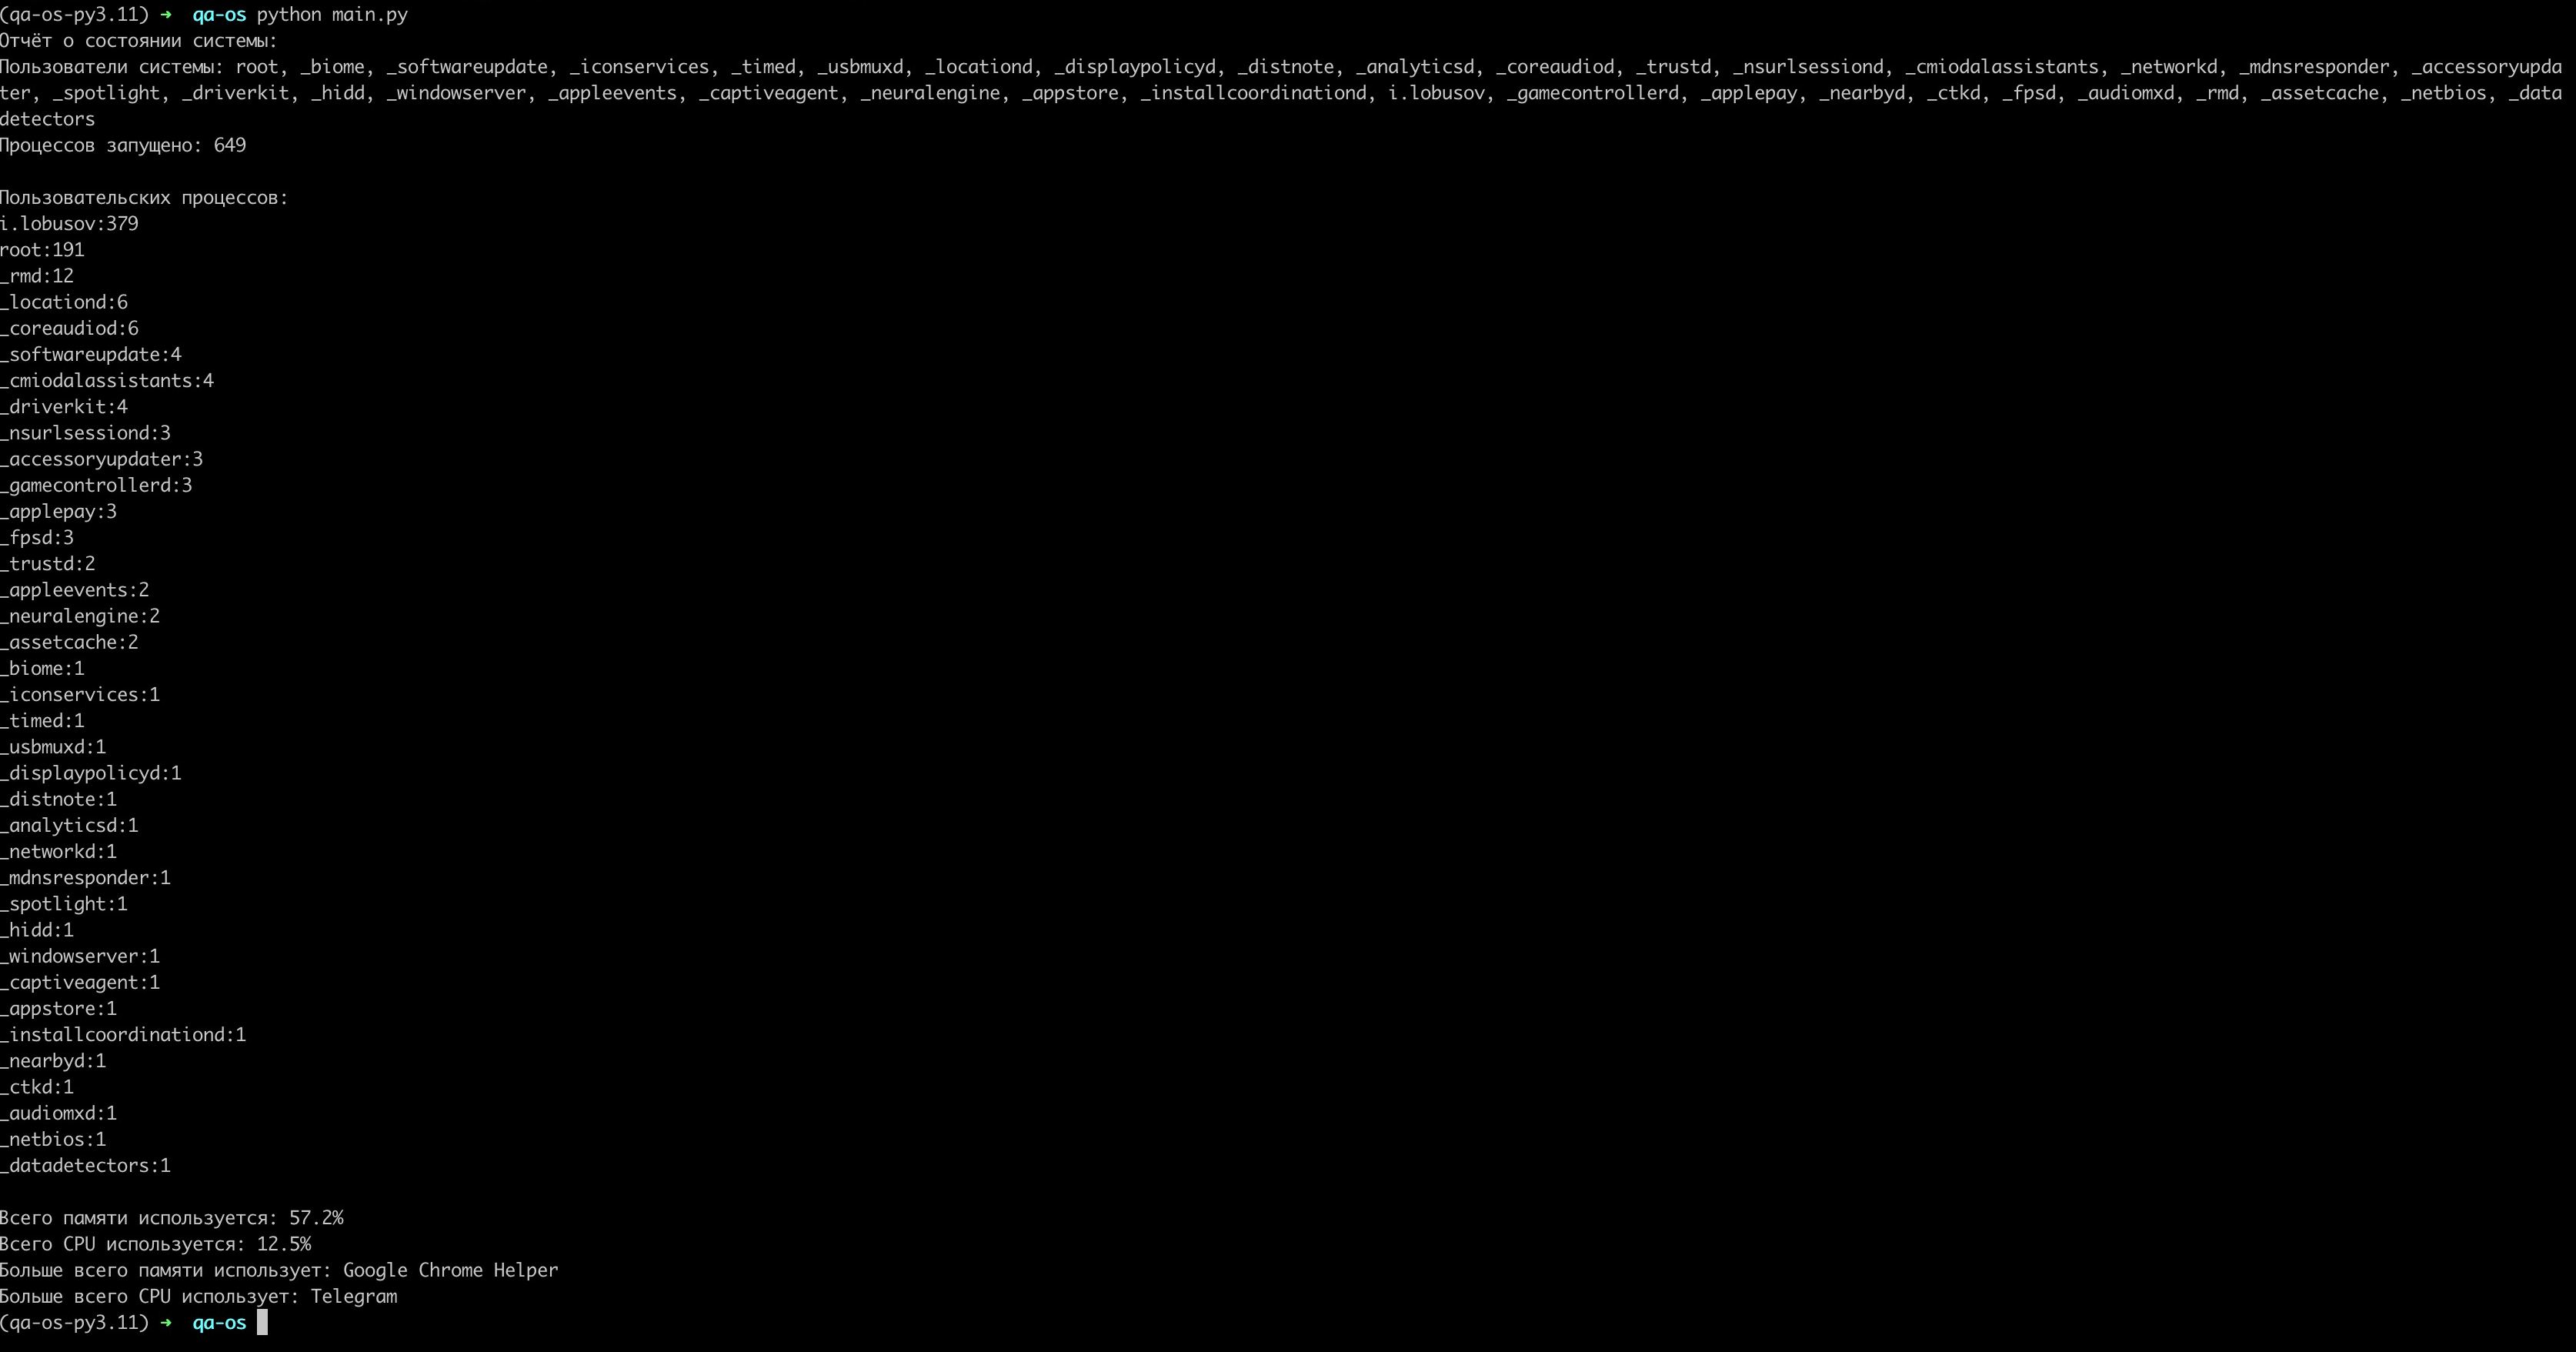 (qa-os-py3.11) ➜  qa-os python main.py
Отчёт о состоянии системы:
Пользователи системы: root, _biome, _softwareupdate, _iconservices, _timed, _usbmuxd, _locationd, _displaypolicyd, _distnote, _analyticsd, _coreaudiod, _trustd, _nsurlsessiond, _cmiodalassistants, _networkd, _mdnsresponder, _accessoryupda
ter, _spotlight, _driverkit, _hidd, _windowserver, _appleevents, _captiveagent, _neuralengine, _appstore, _installcoordinationd, i.lobusov, _gamecontrollerd, _applepay, _nearbyd, _ctkd, _fpsd, _audiomxd, _rmd, _assetcache, _netbios, _data
detectors
Процессов запущено: 649
Пользовательских процессов:
i.lobusov:379
root:191
_rmd:12
_locationd:6
_coreaudiod:6
_softwareupdate:4
_cmiodalassistants:4
_driverkit:4
_nsurlsessiond:3
_accessoryupdater:3
_gamecontrollerd:3
_applepay:3
_fpsd:3
_trustd:2
_appleevents:2
_neuralengine:2
_assetcache:2
_biome:1
_iconservices:1
_timed:1
_usbmuxd:1
_displaypolicyd:1
_distnote:1
_analyticsd:1
_networkd:1
_mdnsresponder:1
_spotlight:1
_hidd:1
_windowserver:1
_captiveagent:1
_appstore:1
_installcoordinationd:1
_nearbyd:1
_ctkd:1
_audiomxd:1
_netbios:1
_datadetectors:1
Всего памяти используется: 57.2%
Всего CPU используется: 12.5%
Больше всего памяти использует: Google Chrome Helper
Больше всего CPU использует: Telegram
(qa-os-py3.11) ➜  qa-os